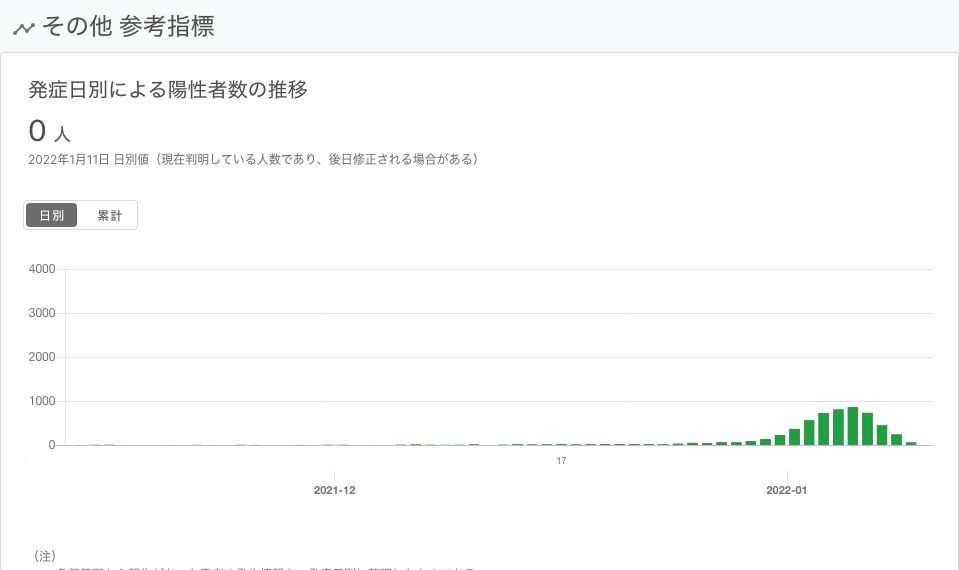 その他 参考指標
発症日別による陽性者数の推移
0 人
2022年1月11日 日別値（現在判明している人数であり、後日修正される場合がある）
日別 累計
4000
3000
2000
1000
0
17
2021-12 2022-01
（注）